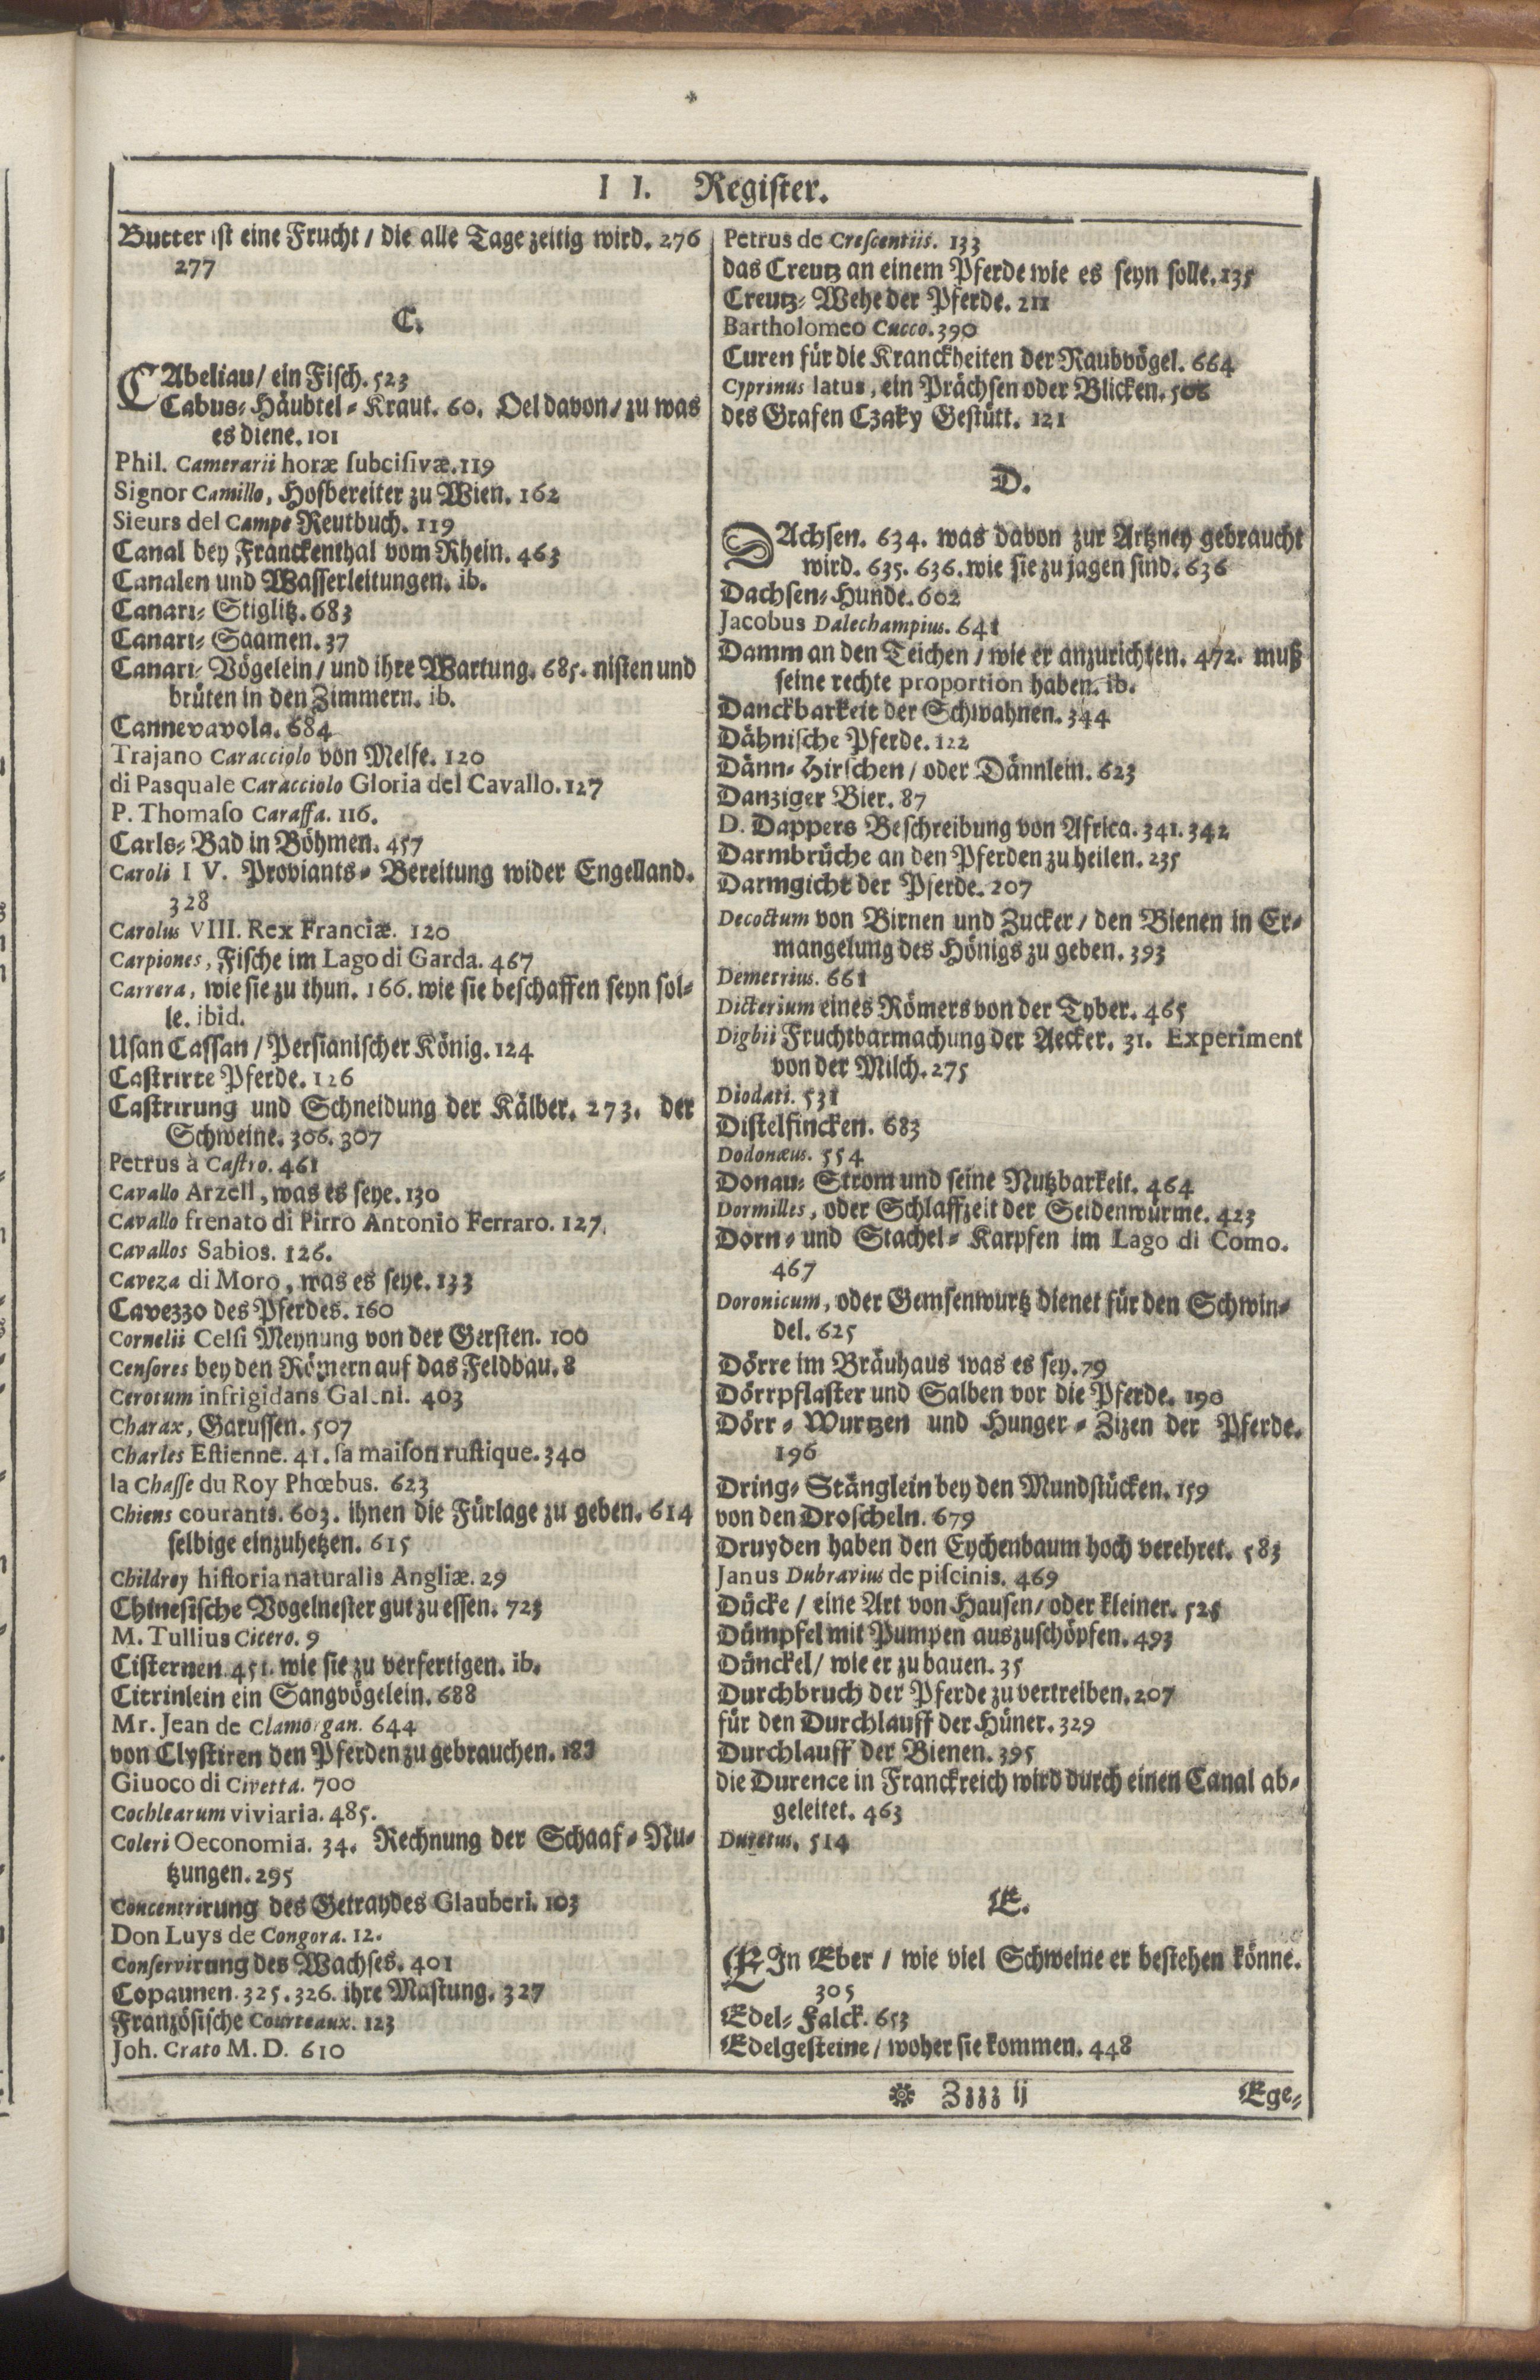 I I. Register.
Butter ist eine Frucht / die alle Tage zeitig wird. 276
277
C.
CAbeliau / ein Fisch. 523
Cabus-Häubtel-Kraut. 60. Oel davon / zu was
es diene. 101
Phil. Camerarii horæ subcisivæ. 119
Signor Camillo, Hofbereiter zu Wien. 162
Sieurs del Campe Reutbuch. 119
Canal bey Franckenthal vom Rhein. 463
Canalen und Wasserleitungen. ib.
Canari-Stiglitz. 683
Canari-Saamen. 37
Canari-Vögelein / und ihre Wartung. 685. nisten und
brüten in den Zimmern. ib.
Cannevavola. 684
Trajano Caracciolo von Melfe. 120
di Pasquale Caracciolo Gloria del Cavallo. 127
P. Thomaso Caraffa. 116.
Carls-Bad in Böhmen. 457
Caroli I V. Proviants-Bereitung wider Engelland.
328
Carolus VIII. Rex Franciæ. 120
Carpiones, Fische im Lago di Garda. 467
Carrera, wie sie zu thun. 166. wie sie beschaffen seyn sol-
le. ibid.
Usan Cassan / Persianischer König. 124
Castrirte Pferde. 126
Castrirung und Schneidung der Kälber. 273. der
Schweine. 306. 307
Petrus à Castro. 461
Cavallo Arzell, was es seye. 130
Cavallo frenato di Pirro Antonio Ferraro. 127.
Cavallos Sabios. 126.
Caveza di Moro, was es seye. 133
Cavezzo des Pferdes. 160
Cornelii Celsi Meynung von der Gersten. 100
Censores bey den Römern auf das Feldbau. 8
Cerotum infrigidans Galeni. 403
Charax, Garussen. 507
Charles Estienne. 41. sa maison rustique. 340
la Chasse du Roy Phœbus. 623
Chiens courants. 603. ihnen die Fürlage zu geben. 614
selbige einzuhetzen. 615
Childrey historia naturalis Angliæ. 29
Chinesische Vogelnester gut zu essen. 723
M. Tullius Cicero. 9
Cisternen. 451. wie sie zu verfertigen. ib.
Citrinlein ein Sangvögelein. 688
Mr. Jean de Clamorgan. 644
von Clystiren den Pferden zu gebrauchen. 183
Giuoco di Civetta. 700
Cochlearum viviaria. 485.
Coleri Oeconomia. 34. Rechnung der Schaaf-Nu-
tzungen. 295
Concentrirung des Getraydes Glauberi. 103
Don Luys de Congora. 12.
Conservirung des Wachses. 401
Copaunen. 325. 326. ihre Mastung. 327
Französische Courteaux. 123
Joh. Crato M. D. 610
Petrus de Crescentiis. 133
das Creutz an einem Pferde wie es seyn solle. 135
Creutz-Wehe der Pferde. 211
Bartholomeo Cucco. 390
Curen für die Kranckheiten der Raubvögel. 664
Cyprinus latus, ein Prächsen oder Blicken. 506
des Grafen Czaky Gestütt. 121
D.
DAchsen. 634. was davon zur Artzney gebraucht
wird. 635. 636. wie sie zu jagen sind. 636
Dachsen-Hunde. 602
Jacobus Dalechampius. 641
Damm an den Teichen / wie er anzurichten. 472. muß
seine rechte proportion haben. ib.
Danckbarkeit der Schwahnen. 344
Dähnische Pferde. 122
Dänn-Hirschen / oder Dännlein. 623
Danziger Bier. 87
D. Dappers Beschreibung von Africa. 341. 342
Darmbrüche an den Pferden zu heilen. 235
Darmgicht der Pferde. 207
Decoctum von Birnen und Zucker / den Bienen in Er-
mangelung des Hönigs zu geben. 393
Demetrius. 661
Dicterium eines Römers von der Tyber. 465
Digbii Fruchtbarmachung der Aecker. 31. Experiment
von der Milch. 275
Diodati. 531
Distelfincken. 683
Dodonæus. 554
Donau-Strom und seine Nutzbarkeit. 464
Dormilles, oder Schlaffzeit der Seidenwürme. 423
Dorn- und Stachel-Karpfen im Lago di Como.
467
Doronicum, oder Gemsenwurtz dienet für den Schwin-
del. 625
Dörre im Bräuhaus was es sey. 79
Dörrpflaster und Salben vor die Pferde. 190
Dörr-Wurtzen und Hunger-Zizen der Pferde.
196
Dring-Stänglein bey den Mundstücken. 159
von den Droscheln. 679
Druyden haben den Eychenbaum hoch verehret. 583
Janus Dubravius de piscinis. 469
Dücke / eine Art von Hausen / oder kleiner. 525
Dümpfel mit Pumpen auszuschöpfen. 493
Dünckel / wie er zu bauen. 35
Durchbruch der Pferde zu vertreiben. 207
für den Durchlauff der Hüner. 329
Durchlauff der Bienen. 395
die Durence in Franckreich wird durch einen Canal ab-
geleitet. 463
Duretus. 514
E.
EIn Eber / wie viel Schweine er bestehen könne.
305
Edel-Falck. 653
Edelgesteine / woher sie kommen. 448
Zzzz ij
Ege-